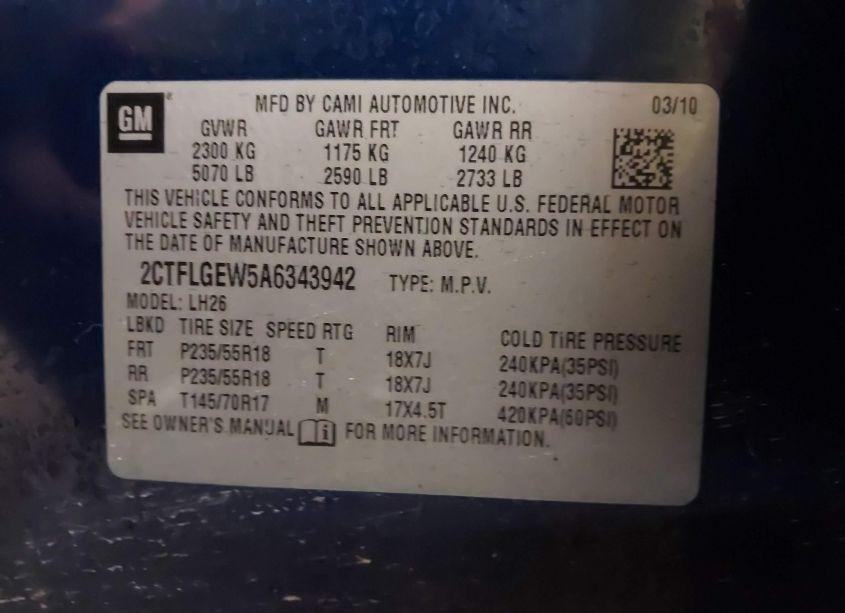 GM
MFD BY CAMI AUTOMOTIVE INC. 03/10
GVWR GAWR FRT GAWR RR
2300 KG 1175 KG 1240 KG
5070 LB 2590 LB 2733 LB
THIS VEHICLE CONFORMS TO ALL APPLICABLE U.S. FEDERAL MOTOR
VEHICLE SAFETY AND THEFT PREVENTION STANDARDS IN EFFECT ON
THE DATE OF MANUFACTURE SHOWN ABOVE.
2CTFLGEW5A6343942 TYPE: M.P.V.
MODEL: LH26
LBKD TIRE SIZE SPEED RTG RIM COLD TIRE PRESSURE
FRT P235/55R18 T 18X7J 240KPA(35PSI)
RR P235/55R18 T 18X7J 240KPA(35PSI)
SPA T145/70R17 M 17X4.5T 420KPA(60PSI)
SEE OWNER'S MANUAL i FOR MORE INFORMATION.